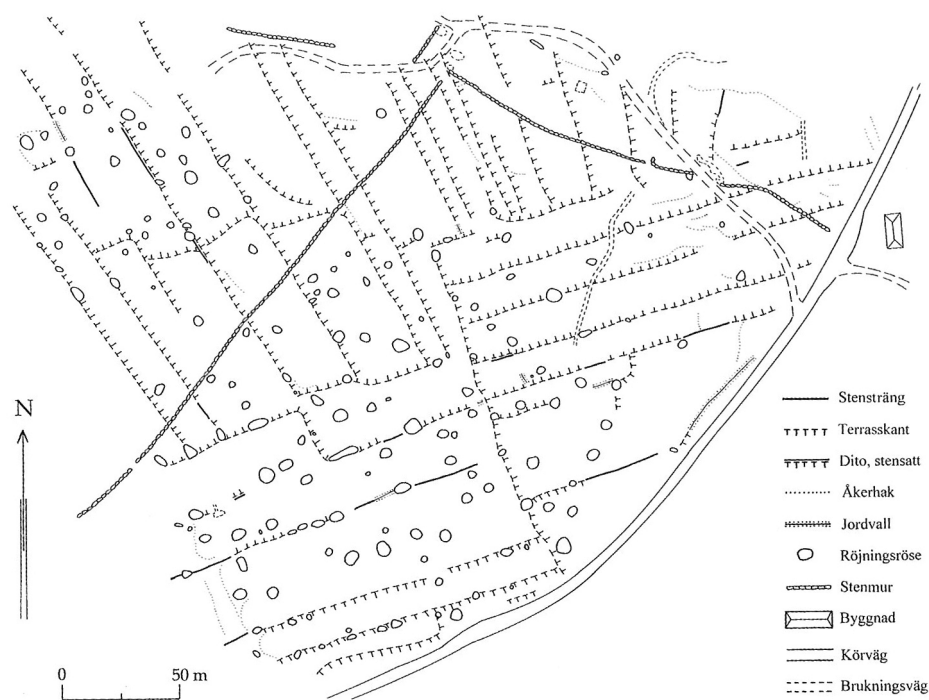 N
0 50 m
Stensträng
Terrasskant
Dito, stensatt
Åkerhak
Jordvall
Röjningsröse
Stenmur
Byggnad
Körväg
Brukningsväg